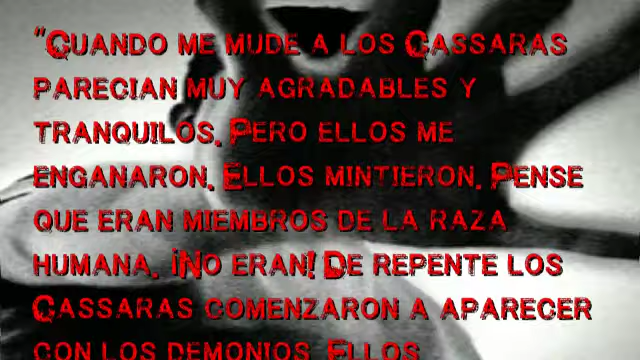 "Cuando me mude a los Cassaras
parecian muy agradables y
tranquilos. Pero ellos me
enganaron. Ellos mintieron. Pense
que eran miembros de la raza
humana. ¡No eran! De repente los
Cassaras comenzaron a aparecer
con los demonios. Ellos